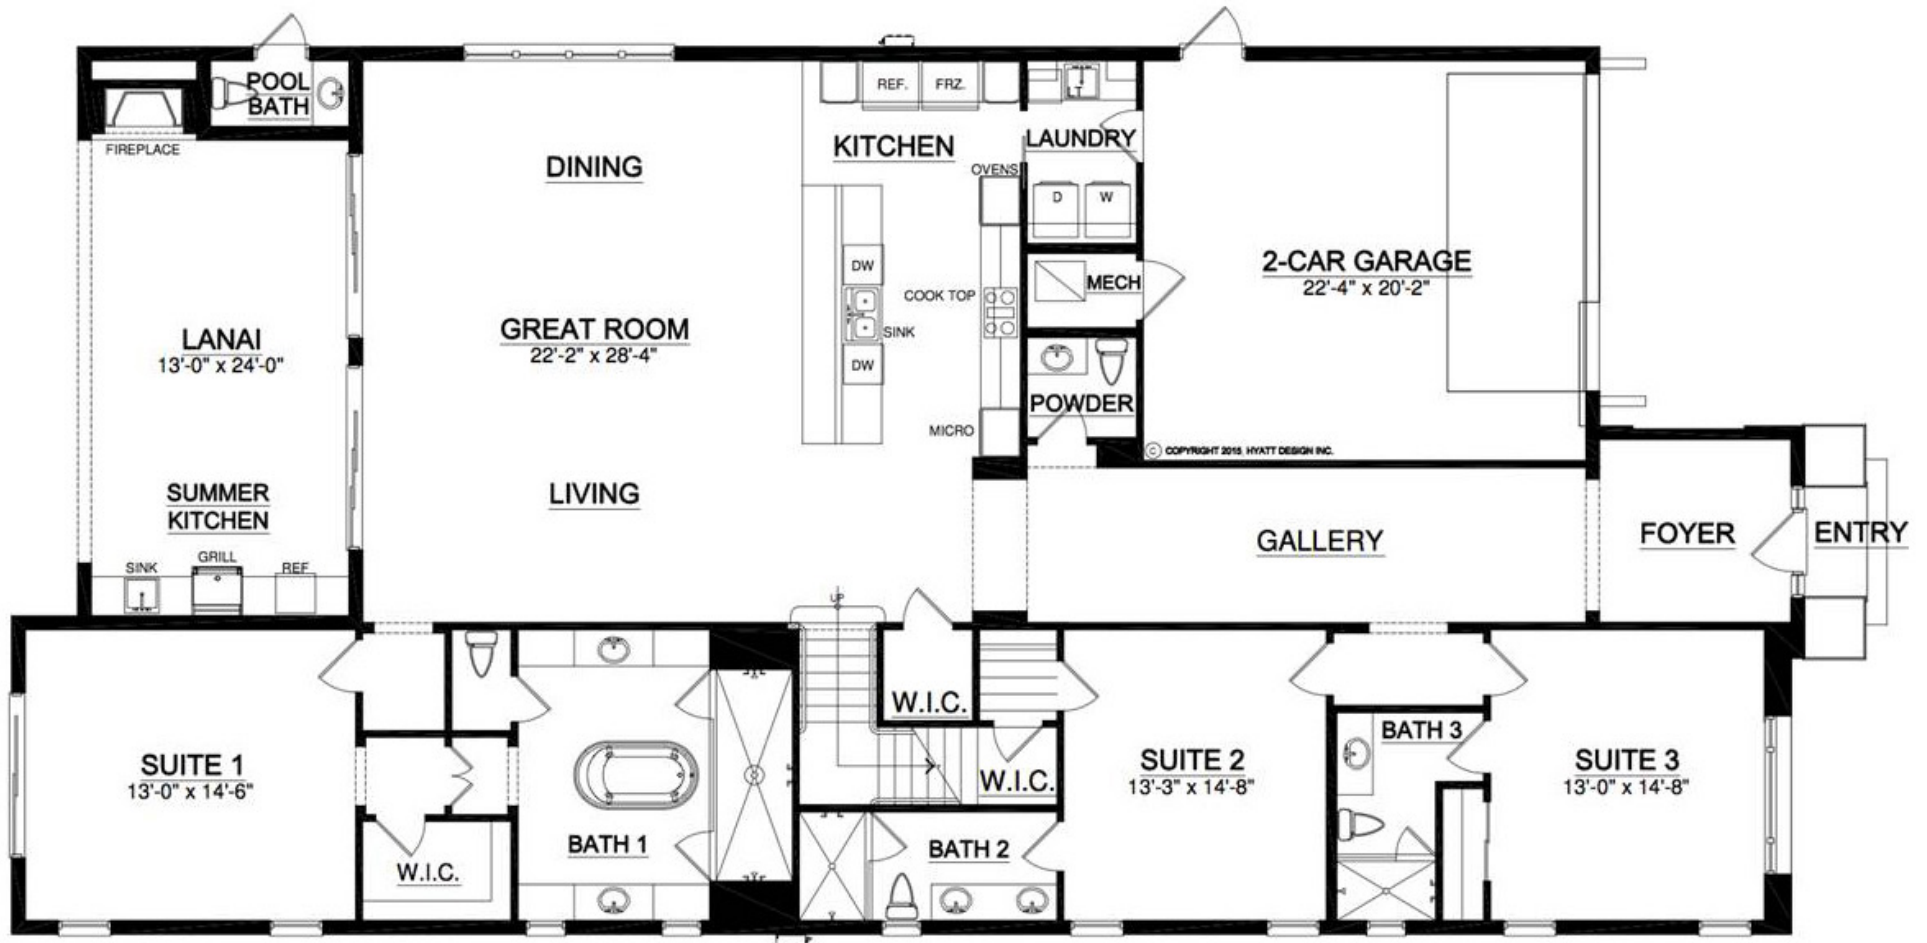 POOL
BATH
REF.
FRZ.
LT
FIREPLACE
DINING
KITCHEN
LAUNDRY
OVENS
D
W
DW
MECH
2-CAR GARAGE
22'-4" x 20'-2"
COOK TOP
LANAI
13'-0" x 24'-0"
GREAT ROOM
22'-2" x 28'-4"
SINK
DW
POWDER
MICRO
© COPYRIGHT 2015, HYATT DESIGN INC.
SUMMER
KITCHEN
LIVING
GALLERY
FOYER
ENTRY
SINK
GRILL
REF
UP
W.I.C.
SUITE 1
13'-0" x 14'-6"
W.I.C.
SUITE 2
13'-3" x 14'-8"
BATH 3
SUITE 3
13'-0" x 14'-8"
BATH 1
BATH 2
W.I.C.